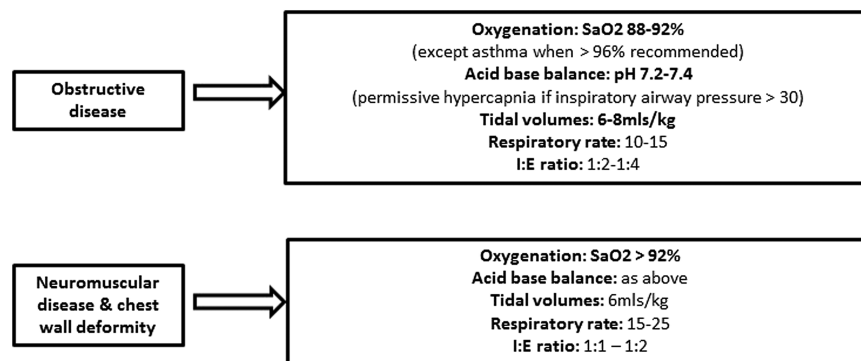 Obstructive
disease
Oxygenation: SaO2 88-92%
(except asthma when > 96% recommended)
Acid base balance: pH 7.2-7.4
(permissive hypercapnia if inspiratory airway pressure > 30)
Tidal volumes: 6-8mls/kg
Respiratory rate: 10-15
I:E ratio: 1:2-1:4
Neuromuscular
disease & chest
wall deformity
Oxygenation: SaO2 > 92%
Acid base balance: as above
Tidal volumes: 6mls/kg
Respiratory rate: 15-25
I:E ratio: 1:1 – 1:2